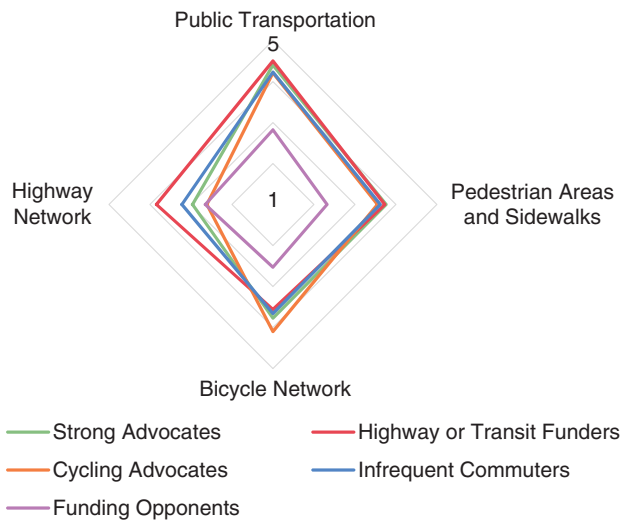 Public Transportation
5
Highway
Network
1
Pedestrian Areas
and Sidewalks
Bicycle Network
Strong Advocates
Highway or Transit Funders
Cycling Advocates
Infrequent Commuters
Funding Opponents